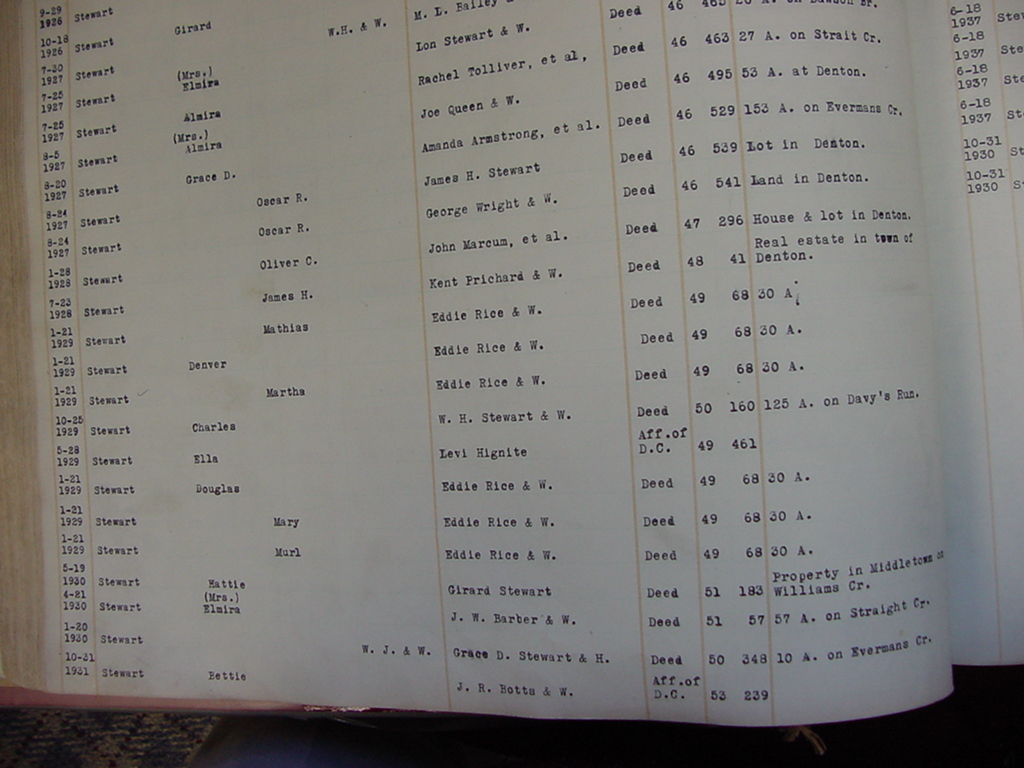 9-29
1926 Stewart
10-18
1926 Stewart Girard
7-30
1927 Stewart W.H. & W. M. L. Bailey
7-25 (Mrs.)
1927 Stewart Elmira Lon Stewart & W. Deed 46 20 A. on Dawson Br.
7-25
1927 Stewart Almira Rachel Tolliver, et al, Deed 46 463 27 A. on Strait Cr.
8-5 (Mrs.)
1927 Stewart Almira Joe Queen & W. Deed 46 495 53 A. at Denton.
8-20
1927 Stewart Grace D. Amanda Armstrong, et al. Deed 46 529 153 A. on Evermans Cr.
8-24
1927 Stewart Oscar R. James H. Stewart Deed 46 539 Lot in Denton.
8-24
1927 Stewart Oscar R. George Wright & W. Deed 46 541 Land in Denton.
1-28
1928 Stewart Oliver C. John Marcum, et al. Deed 47 296 House & lot in Denton.
7-23 Real estate in town of
1928 Stewart James H. Kent Prichard & W. Deed 48 41 Denton.
1-21
1929 Stewart Mathias Eddie Rice & W. Deed 49 68 30 A.
1-21
1929 Stewart Denver Eddie Rice & W. Deed 49 68 30 A.
1-21
1929 Stewart Martha Eddie Rice & W. Deed 49 68 30 A.
10-25
1929 Stewart Charles W. H. Stewart & W. Deed 50 160 125 A. on Davy's Run.
5-28 Aff.of
1929 Stewart Ella Levi Hignite D.C. 49 461
1-21
1929 Stewart Douglas Eddie Rice & W. Deed 49 68 30 A.
1-21
1929 Stewart Mary Eddie Rice & W. Deed 49 68 30 A.
1-21
1929 Stewart Murl Eddie Rice & W. Deed 49 68 30 A.
5-19 Property in Middletown on
1930 Stewart Hattie Girard Stewart Deed 51 183 Williams Cr.
4-21 (Mrs.)
1930 Stewart Elmira J. W. Barber & W. Deed 51 57 57 A. on Straight Cr.
1-20
1930 Stewart W. J. & W. Grace D. Stewart & H. Deed 50 348 10 A. on Evermans Cr.
10-31 Aff.of
1931 Stewart Bettie J. R. Botts & W. D.C. 53 239
6-18
1937
6-18
1937
6-18
1937
6-18
1937
10-31
1930
10-31
1930